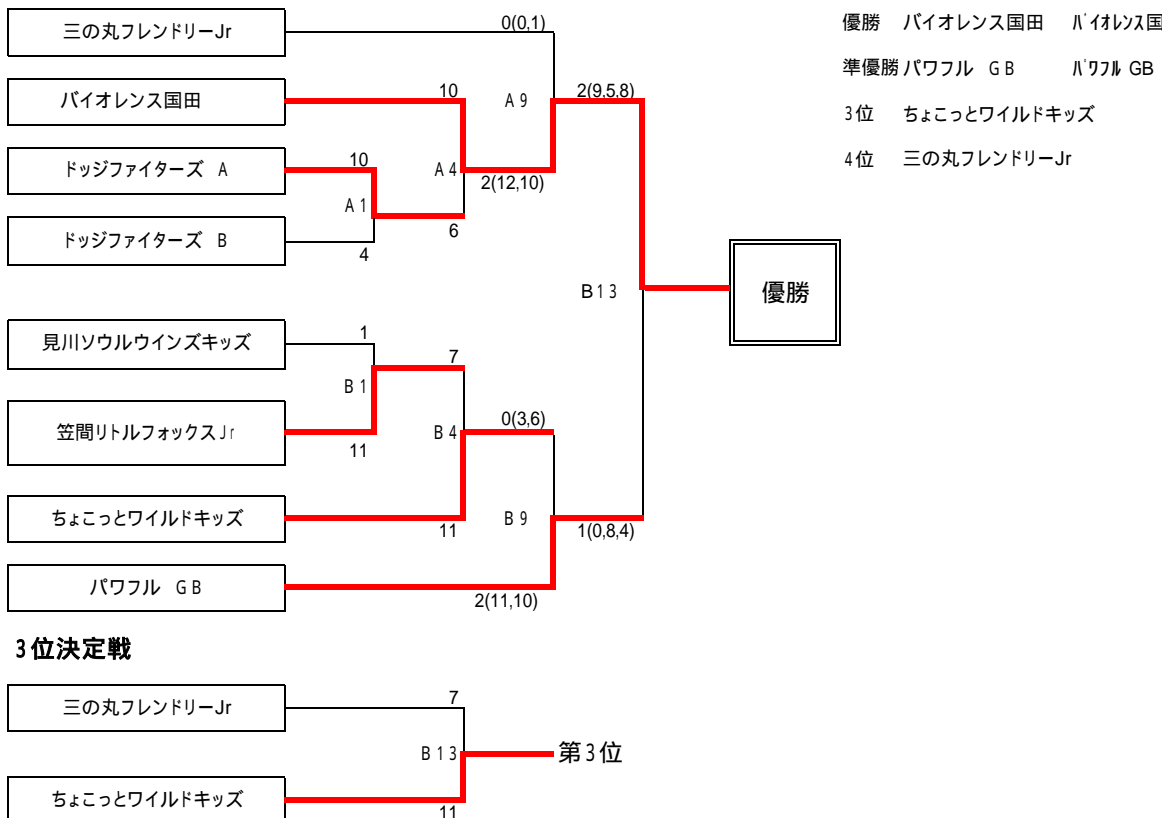 三の丸フレンドリーJr
0(0,1)
優勝 バイオレンス国田 バイオレンス国
バイオレンス国田
10
A9
2(9,5,8)
準優勝 パワフル GB パワフル GB
3位 ちょこっとワイルドキッズ
ドッジファイターズ A
10
A4
2(12,10)
4位 三の丸フレンドリーJr
A1
6
ドッジファイターズ B
4
B13
優勝
見川ソウルウインズキッズ
1
7
B1
笠間リトルフォックスJr
11
B4
0(3,6)
ちょこっとワイルドキッズ
11
B9
1(0,8,4)
パワフル GB
2(11,10)
3位決定戦
三の丸フレンドリーJr
7
B13
第3位
ちょこっとワイルドキッズ
11